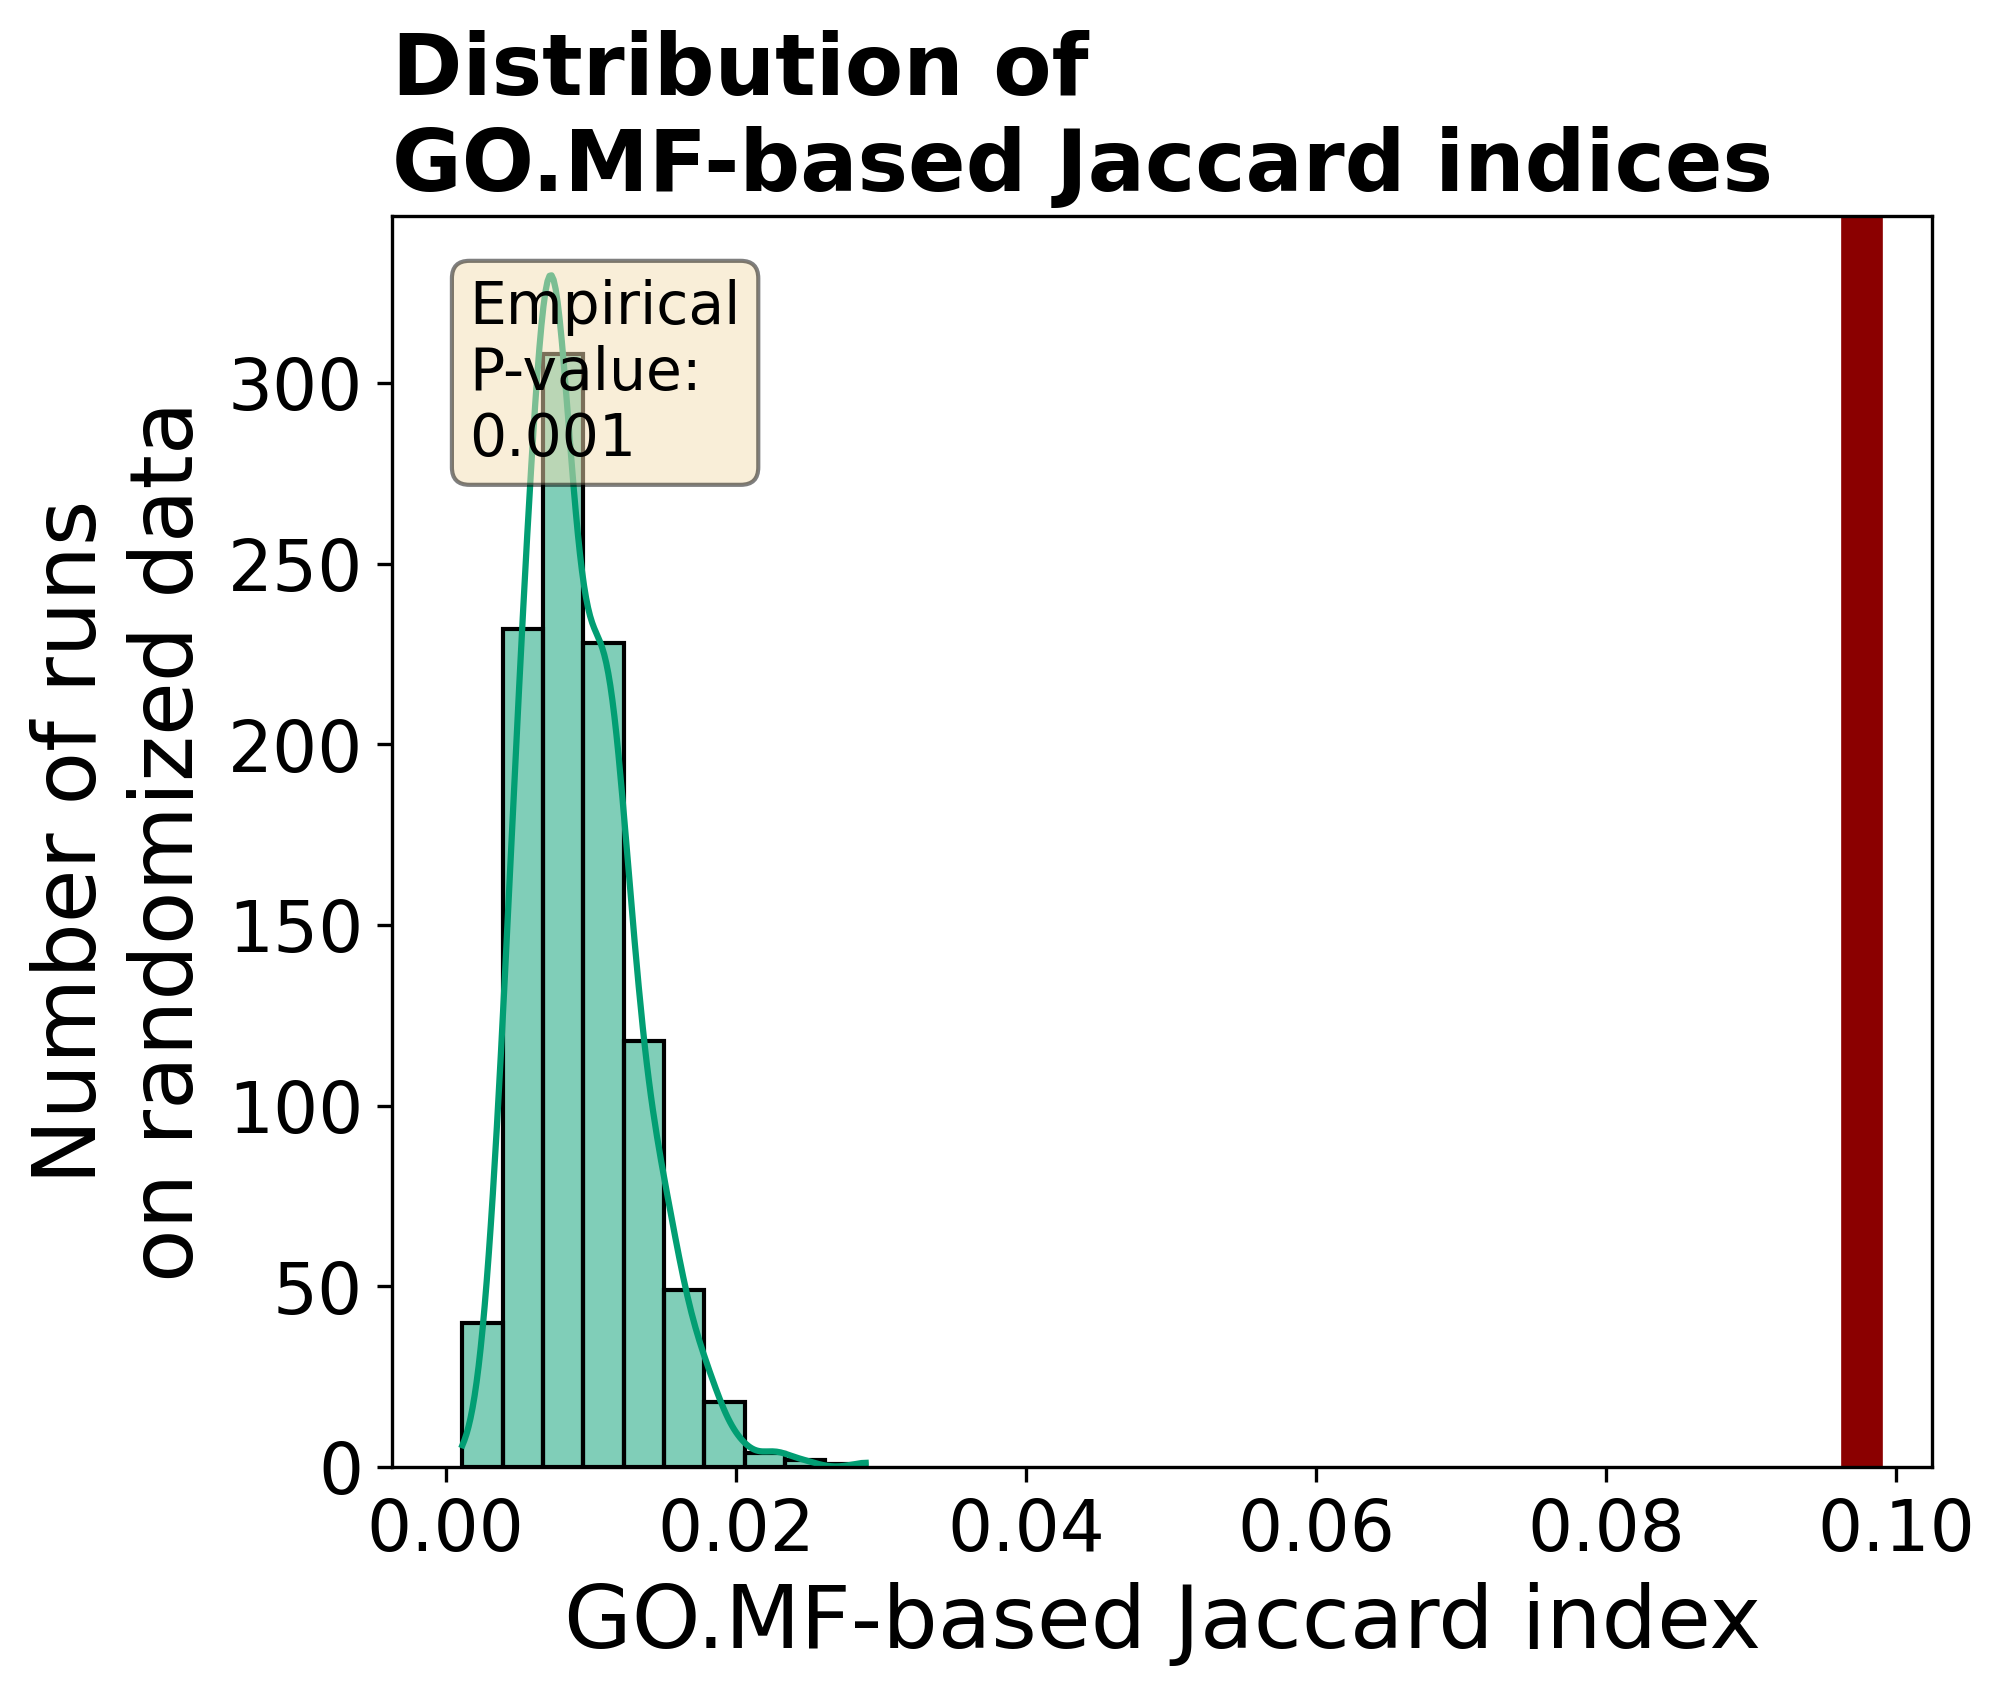 Distribution of
GO.MF-based Jaccard indices
Empirical
P-value:
0.001
Number of runs
on randomized data
300
250
200
150
100
50
0
0.00 0.02 0.04 0.06 0.08 0.10
GO.MF-based Jaccard index